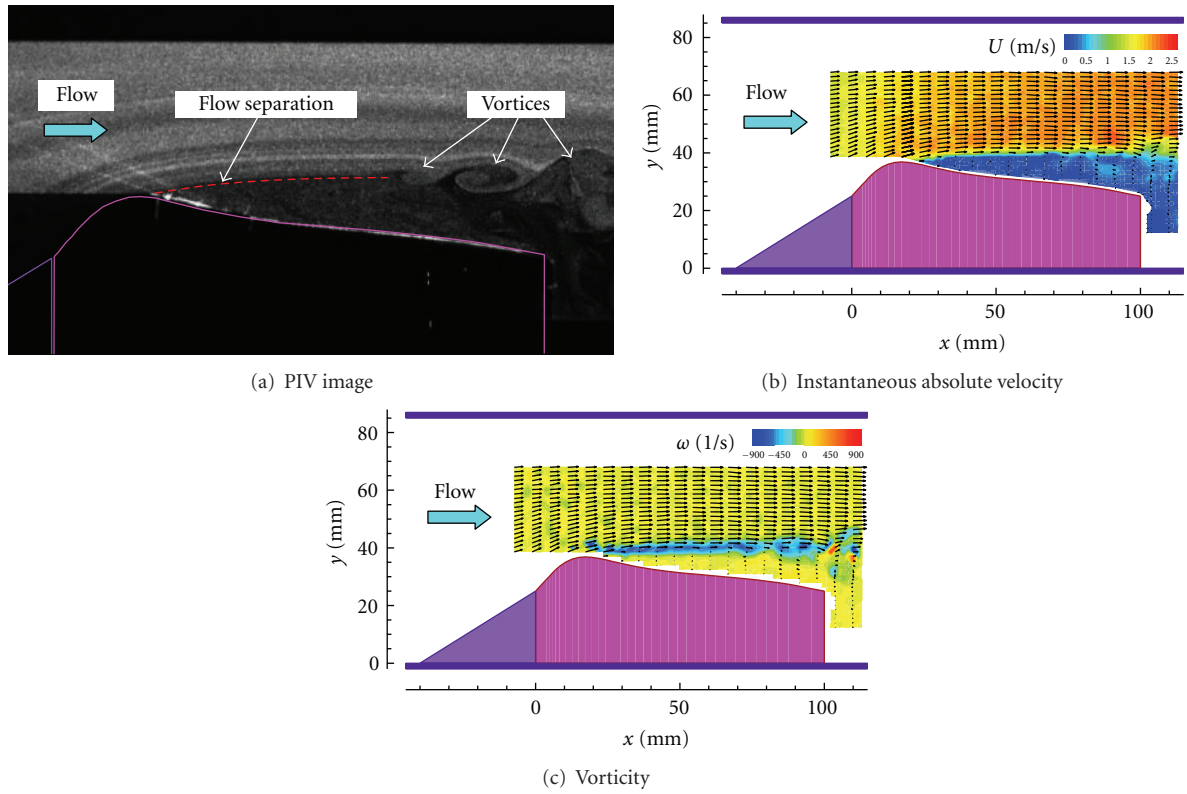 Flow
Flow separation
Vortices
(a) PIV image
80
60
40
20
0
y (mm)
U (m/s)
0 0.5 1 1.5 2 2.5
Flow
0 50 100
x (mm)
(b) Instantaneous absolute velocity
80
60
40
20
0
y (mm)
ω (1/s)
−900 −450 0 450 900
Flow
0 50 100
x (mm)
(c) Vorticity